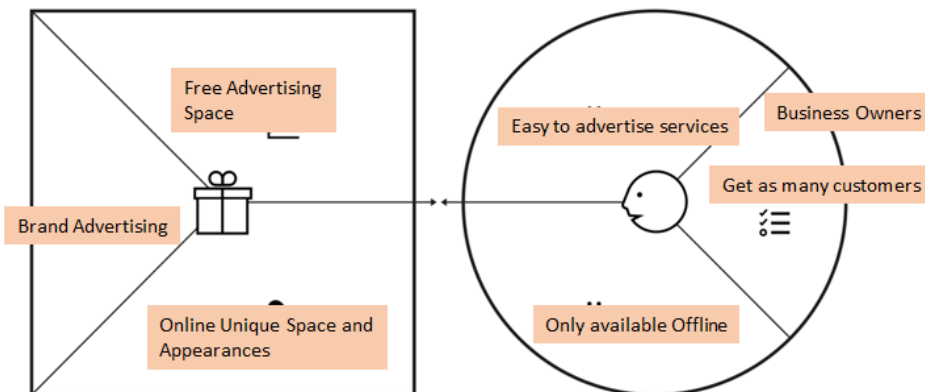 Free Advertising
Space
Brand Advertising
Online Unique Space and
Appearances
Easy to advertise services
Business Owners
Get as many customers
Only available Offline